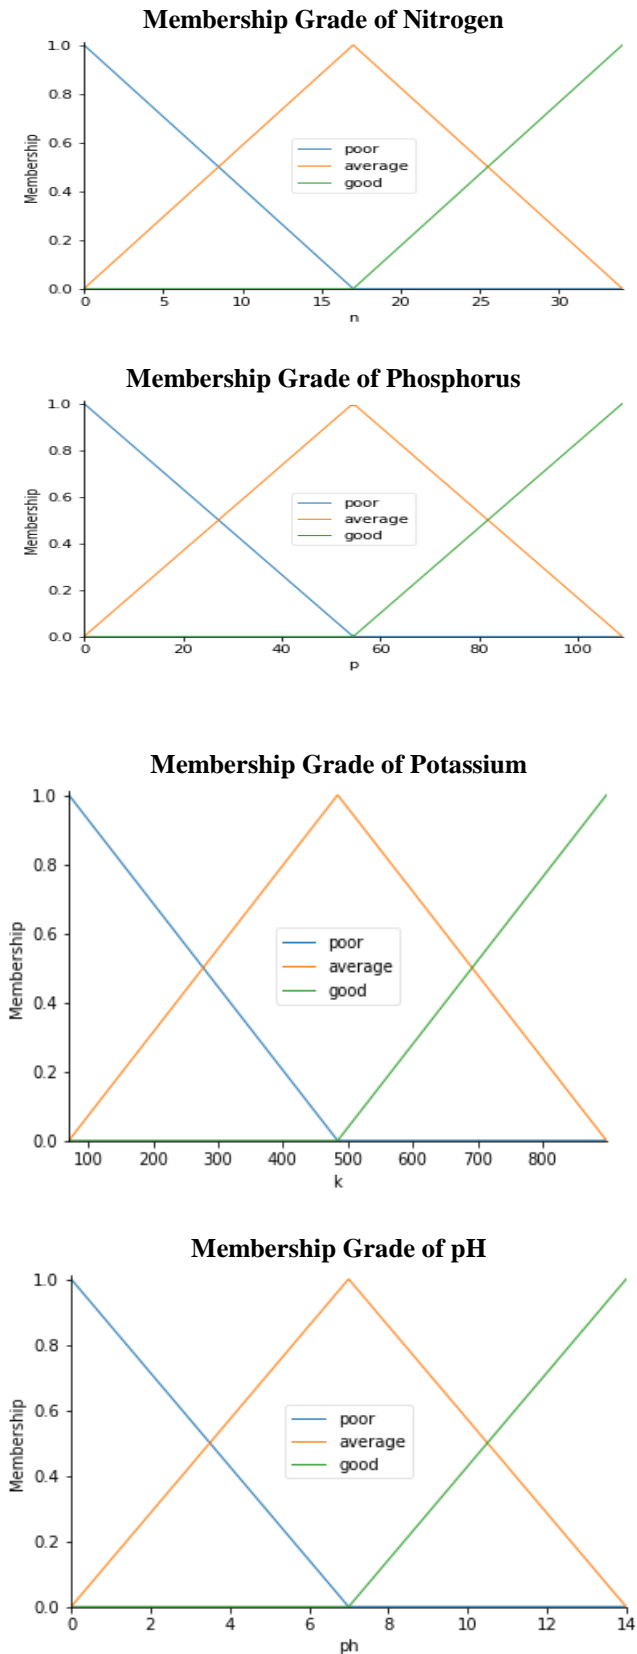 Membership Grade of Nitrogen
1.0
0.8
0.6
0.4
0.2
0.0
Membership
poor
average
good
0 5 10 15 20 25 30
n
Membership Grade of Phosphorus
1.0
0.8
0.6
0.4
0.2
0.0
Membership
poor
average
good
0 20 40 60 80 100
p
Membership Grade of Potassium
1.0
0.8
0.6
0.4
0.2
0.0
Membership
poor
average
good
100 200 300 400 500 600 700 800
k
Membership Grade of pH
1.0
0.8
0.6
0.4
0.2
0.0
Membership
poor
average
good
0 2 4 6 8 10 12 14
ph